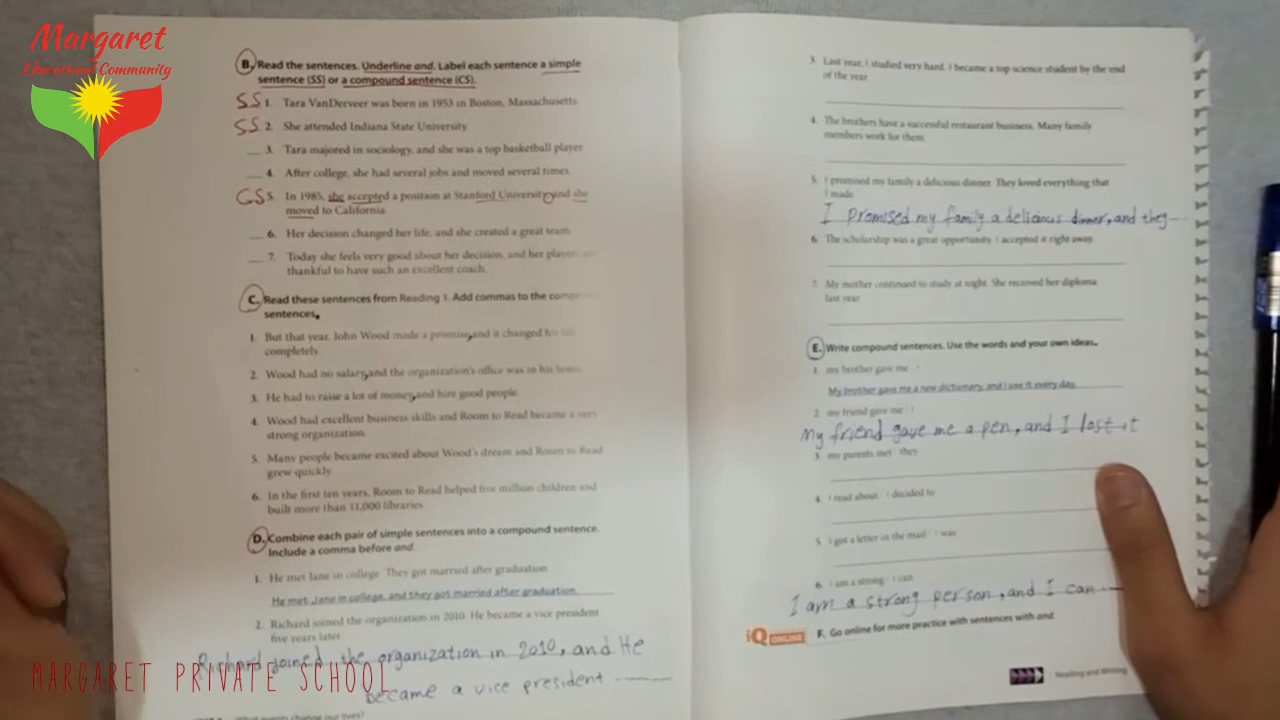 Margaret
Educational Community
B. Read the sentences. Underline and. Label each sentence a simple
sentence (SS) or a compound sentence (CS).
SS 1. Tara VanDerveer was born in 1953 in Boston, Massachusetts.
SS 2. She attended Indiana State University.
__ 3. Tara majored in sociology, and she was a top basketball player
__ 4. After college, she had several jobs and moved several times.
CS 5. In 1985, she accepted a position at Stanford University and she
moved to California.
__ 6. Her decision changed her life, and she created a great team.
__ 7. Today she feels very good about her decision, and her players
thankful to have such an excellent coach.
C. Read these sentences from Reading 1. Add commas to the
sentences.
1. But that year, John Wood made a promise, and it changed his
completely.
2. Wood had no salary, and the organization's office was in his
3. He had to raise a lot of money, and hire good people.
4. Wood had excellent business skills and Room to Read became a very
strong organization.
5. Many people became excited about Wood's dream and Room to Read
grew quickly.
6. In the first ten years, Room to Read helped five million children and
built more than 11,000 libraries.
D. Combine each pair of simple sentences into a compound sentence.
Include a comma before and.
1. He met Jane in college. They got married after graduation.
He met Jane in college, and they got married after graduation.
2. Richard joined the organization in 2010. He became a vice president
five years later.
Richard joined the organization in 2010, and He
became a vice president
MARGARET PRIVATE SCHOOL
What events change our lives?
3. Last year, I studied very hard. I became a top science student by the end
of the year.
4. The brothers have a successful restaurant business. Many family
members work for them.
5. I promised my family a delicious dinner. They loved everything that
I made.
I promised my family a delicious dinner, and they
6. The scholarship was a great opportunity. I accepted it right away.
7. My mother continued to study at night. She received her diploma
last year.
E. Write compound sentences. Use the words and your own ideas.
1. my brother gave me / I
My brother gave me a new dictionary, and I use it every day.
2. my friend gave me / I
My friend gave me a pen, and I lost it
3. my parents met / they
4. I read about / I decided to
5. I got a letter in the mail / I was
6. I am a strong / I can
I am a strong person, and I can
iQ ONLINE F. Go online for more practice with sentences with and.
Reading and Writing